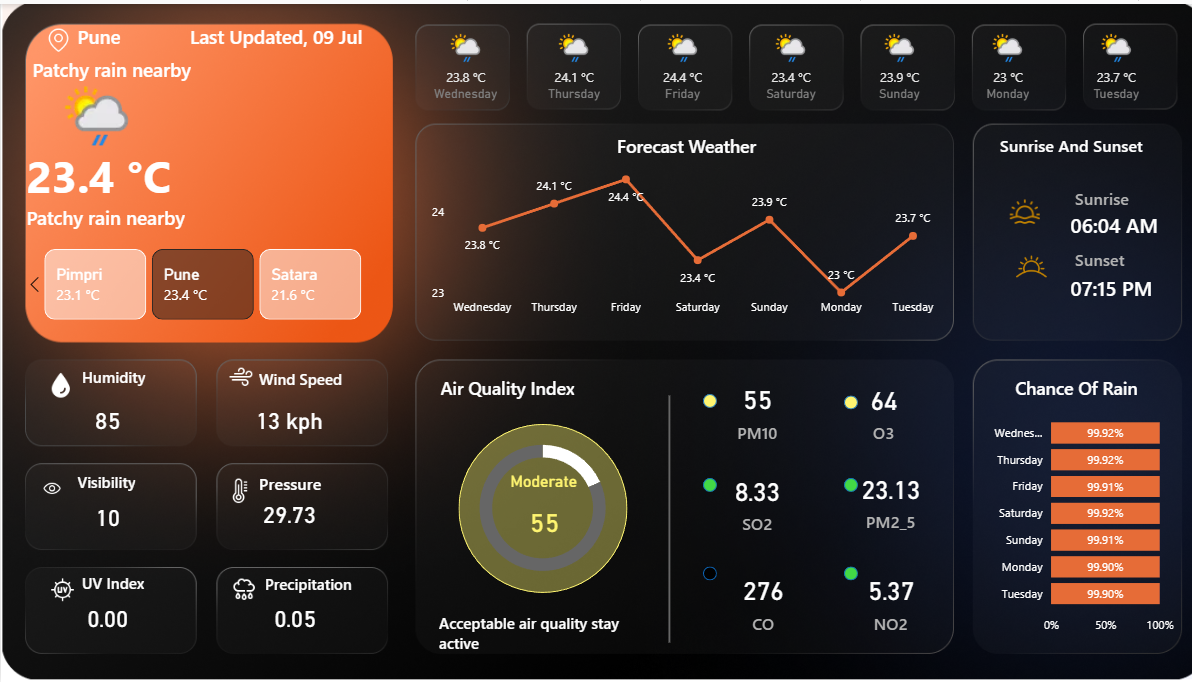 Pune
Last Updated, 09 Jul
Patchy rain nearby
23.4 °C
Patchy rain nearby
Pimpri
23.1 °C
Pune
23.4 °C
Satara
21.6 °C
23.8 °C
Wednesday
24.1 °C
Thursday
24.4 °C
Friday
23.4 °C
Saturday
23.9 °C
Sunday
23 °C
Monday
23.7 °C
Tuesday
Forecast Weather
24
23
23.8 °C
24.1 °C
24.4 °C
23.4 °C
23.9 °C
23 °C
23.7 °C
Wednesday
Thursday
Friday
Saturday
Sunday
Monday
Tuesday
Sunrise And Sunset
Sunrise
06:04 AM
Sunset
07:15 PM
Humidity
85
Wind Speed
13 kph
Visibility
10
Pressure
29.73
UV
UV Index
0.00
Precipitation
0.05
Air Quality Index
Moderate
55
Acceptable air quality stay
active
55
PM10
64
O3
8.33
SO2
23.13
PM2_5
276
CO
5.37
NO2
Chance Of Rain
Wednes... 99.92%
Thursday 99.92%
Friday 99.91%
Saturday 99.92%
Sunday 99.91%
Monday 99.90%
Tuesday 99.90%
0% 50% 100%